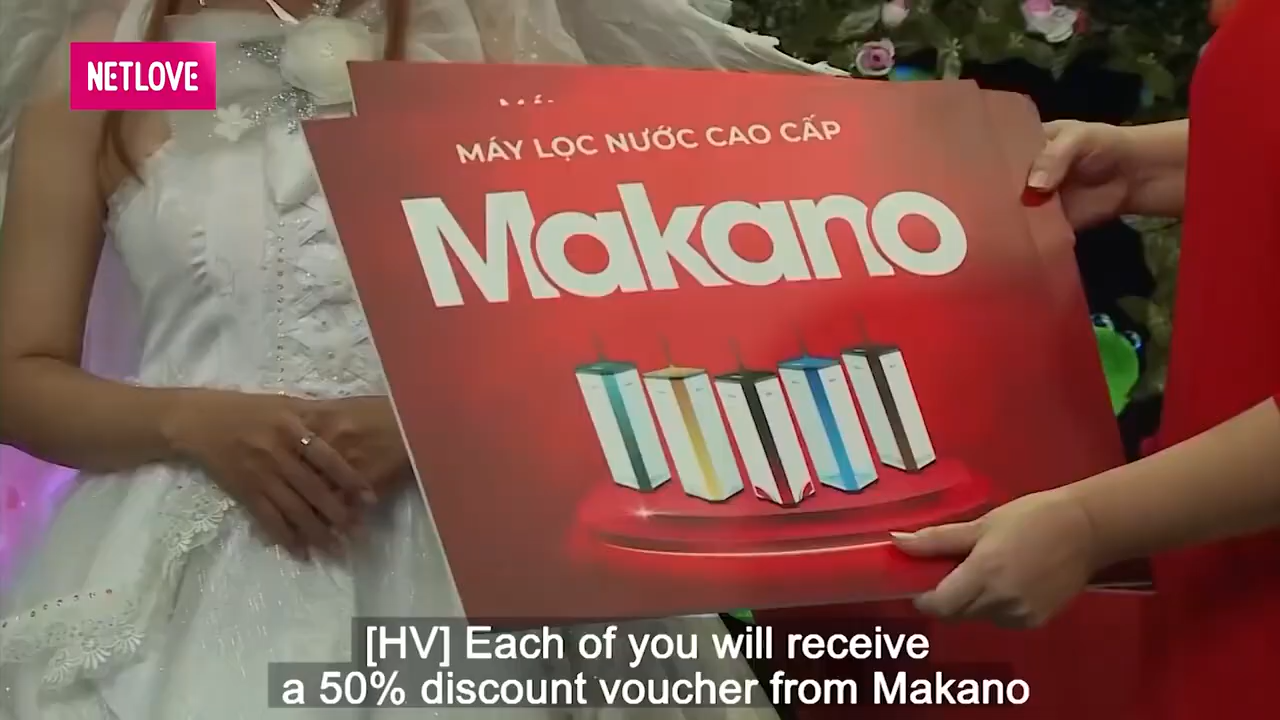 NETLOVE
MÁY LỌC NƯỚC CAO CẤP
Makano
[HV] Each of you will receive
a 50% discount voucher from Makano